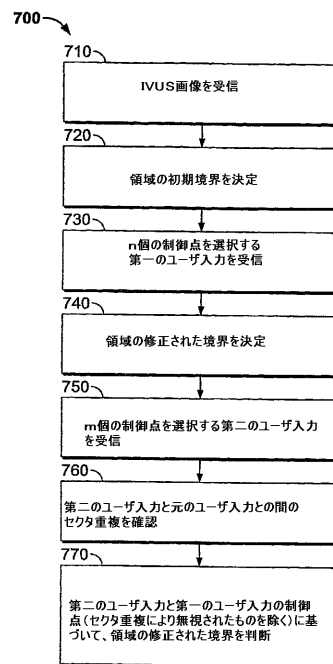 700
710
IVUS画像を受信
720
領域の初期境界を決定
730
n個の制御点を選択する
第一のユーザ入力を受信
740
領域の修正された境界を決定
750
m個の制御点を選択する第二のユーザ入力
を受信
760
第二のユーザ入力と元のユーザ入力との間の
セクタ重複を確認
770
第二のユーザ入力と第一のユーザ入力の制御
点(セクタ重複により無視されたものを除く)に基
づいて、領域の修正された境界を判断